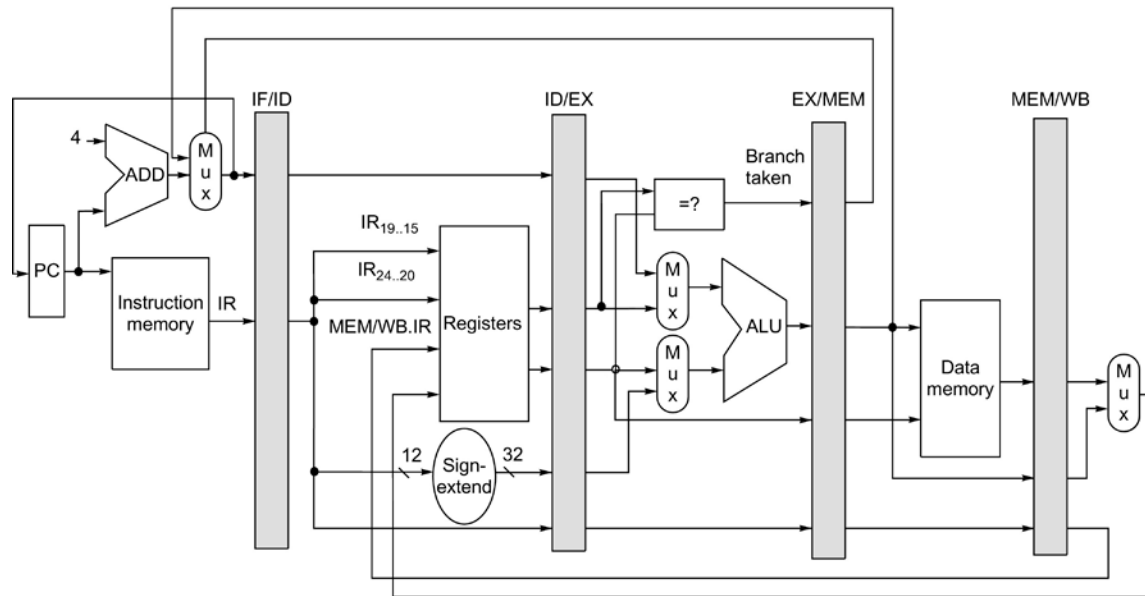 IF/ID
ID/EX
EX/MEM
MEM/WB
4
ADD
M
u
x
Branch
taken
=?
PC
Instruction
memory
IR
IR19..15
IR24..20
MEM/WB.IR
Registers
M
u
x
M
u
x
ALU
Data
memory
M
u
x
12
Sign-
extend
32